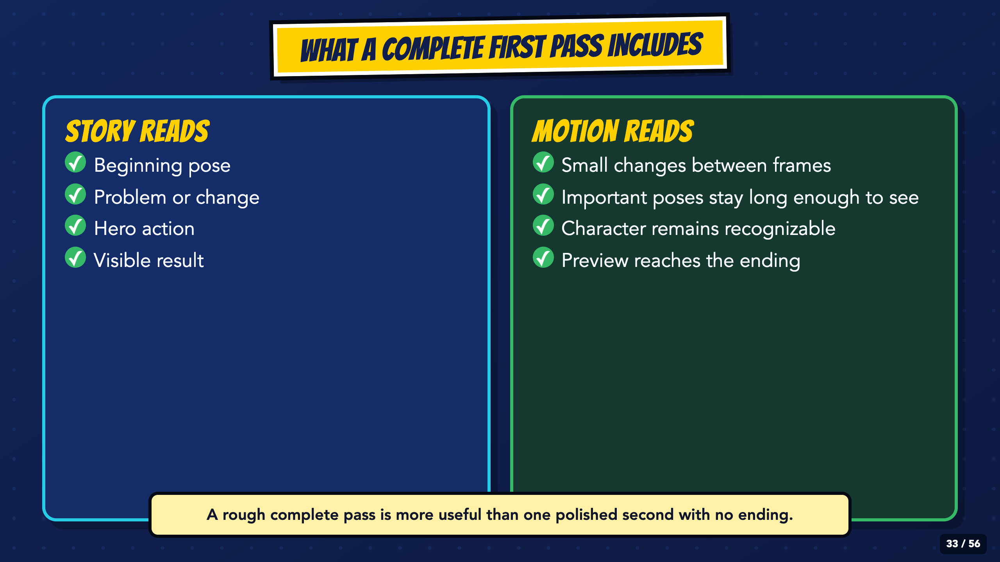 WHAT A COMPLETE FIRST PASS INCLUDES
STORY READS
Beginning pose
Problem or change
Hero action
Visible result
MOTION READS
Small changes between frames
Important poses stay long enough to see
Character remains recognizable
Preview reaches the ending
A rough complete pass is more useful than one polished second with no ending.
33 / 56